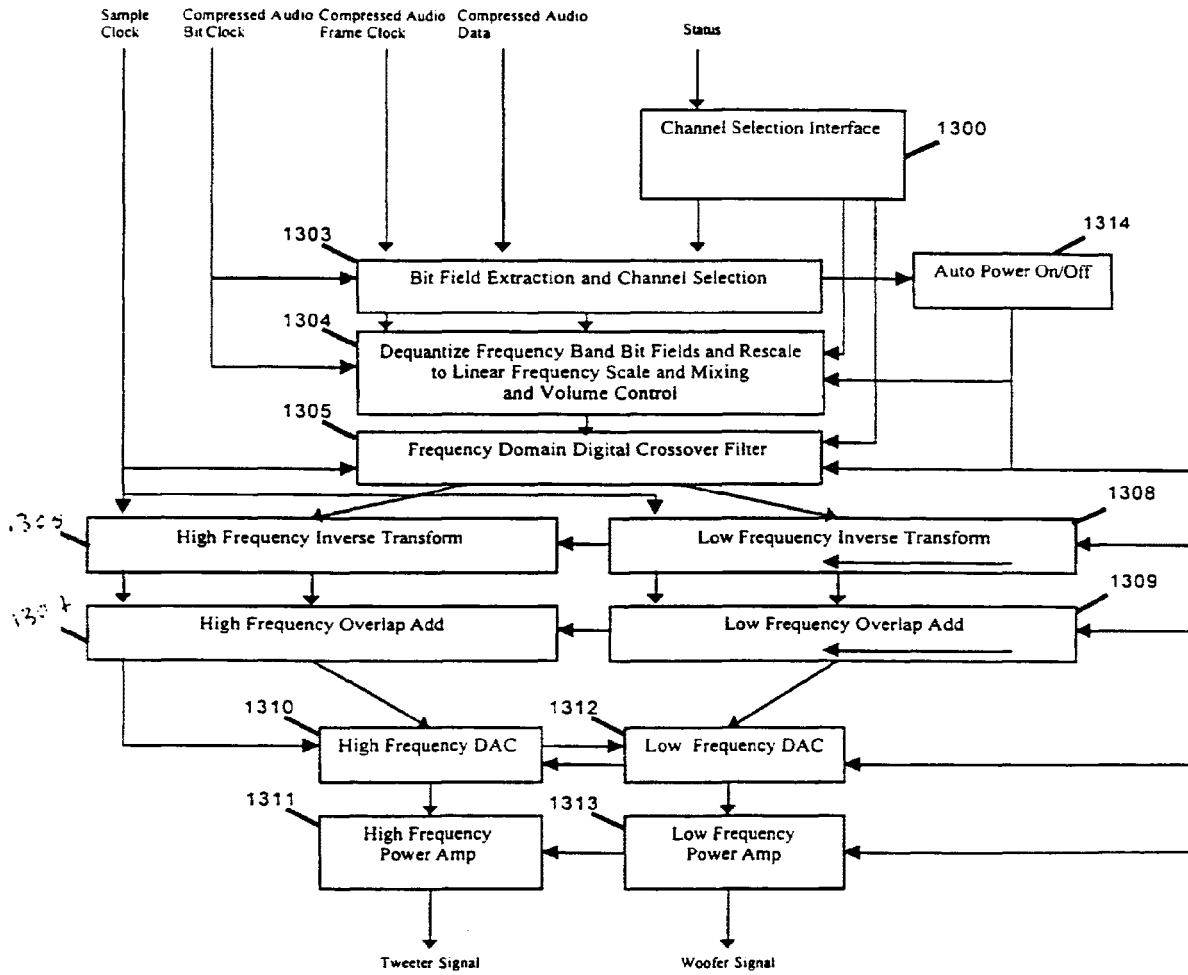 Sample
Clock
Compressed Audio
Bit Clock
Compressed Audio
Frame Clock
Compressed Audio
Data
Status
Channel Selection Interface
1300
1303
Bit Field Extraction and Channel Selection
1314
Auto Power On/Off
1304
Dequantize Frequency Band Bit Fields and Rescale
to Linear Frequency Scale and Mixing
and Volume Control
1305
Frequency Domain Digital Crossover Filter
High Frequency Inverse Transform
Low Frequuency Inverse Transform
1308
High Frequency Overlap Add
Low Frequency Overlap Add
1309
1310
High Frequency DAC
1312
Low Frequency DAC
1311
High Frequency
Power Amp
1313
Low Frequency
Power Amp
Tweeter Signal
Woofer Signal